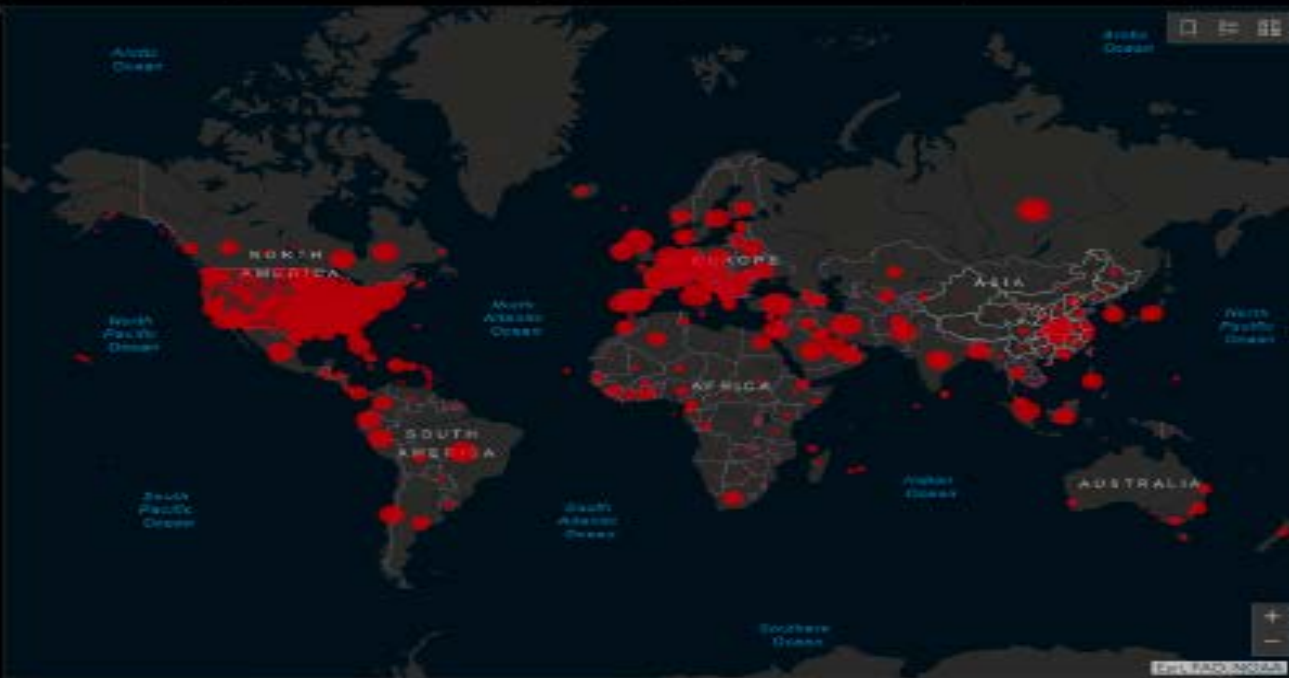 Arctic
Ocean
Arctic
Ocean
NORTH
AMERICA
EUROPE
ASIA
North
Pacific
Ocean
North
Atlantic
Ocean
North
Pacific
Ocean
AFRICA
SOUTH
AMERICA
Indian
Ocean
AUSTRALIA
South
Pacific
Ocean
South
Atlantic
Ocean
Southern
Ocean
+
−
Esri, FAO, NOAA